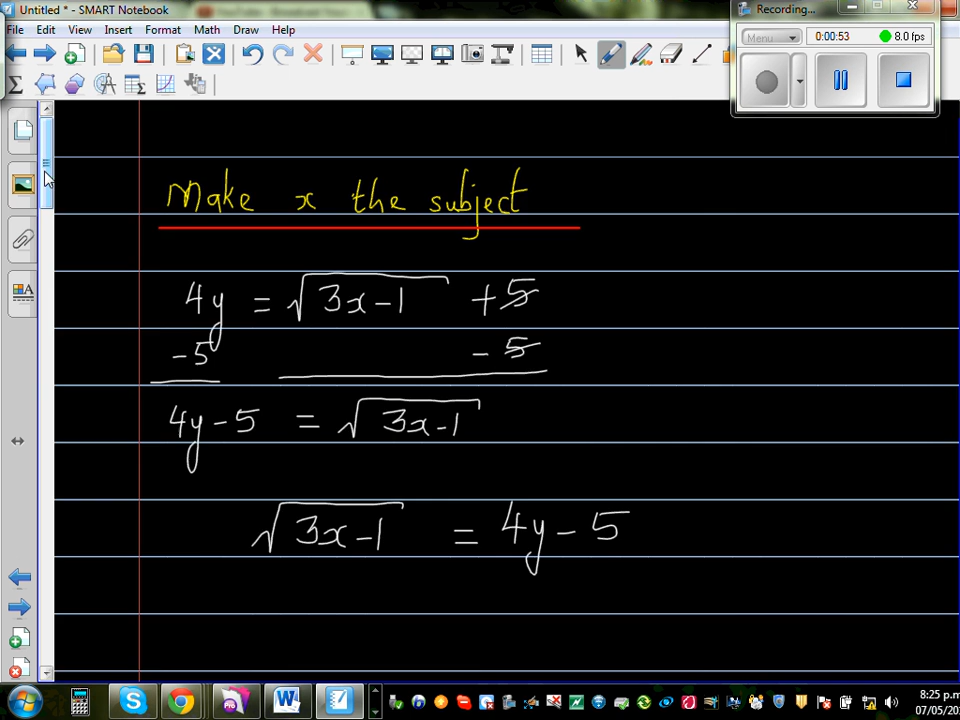 Untitled * - SMART Notebook
Recording...
File Edit View Insert Format Math Draw Help
Menu 0:00:53 8.0 fps
Make x the subject
4y = √3x-1 +5
-5 -5
4y-5 = √3x-1
√3x-1 = 4y-5
8:25 p.m
07/05/20